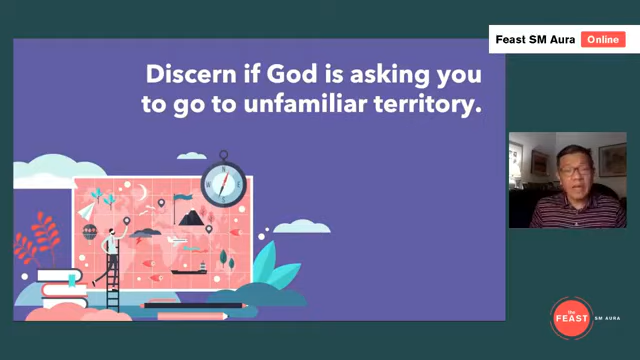 Feast SM Aura Online
Discern if God is asking you
to go to unfamiliar territory.
N
W E
S
the
FEAST SM AURA